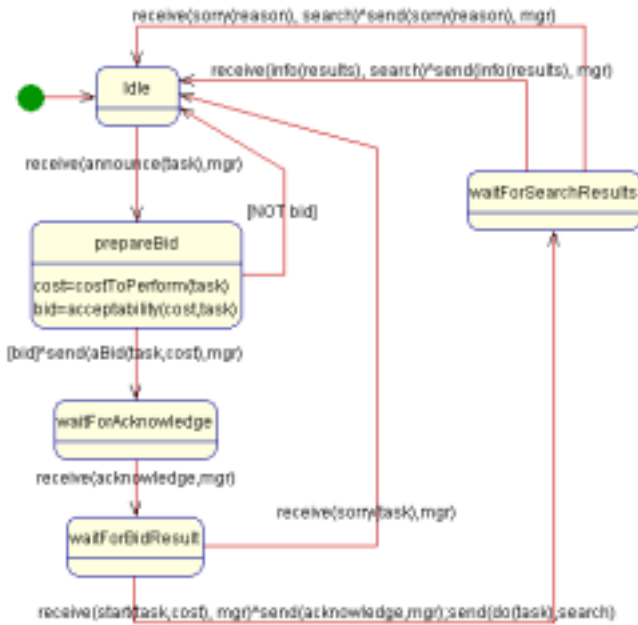 receive(sorry(reason), search)^send(sorry(reason), mgr)
receive(info(results), search)^send(info(results), mgr)
Idle
receive(announce(task),mgr)
waitForSearchResults
[NOT bid]
prepareBid
cost=costToPerform(task)
bid=acceptability(cost,task)
[bid]^send(aBid(task,cost),mgr)
waitForAcknowledge
receive(acknowledge,mgr)
receive(sorry(task),mgr)
waitForBidResult
receive(start(task,cost), mgr)^send(acknowledge,mgr);send(do(task),search)